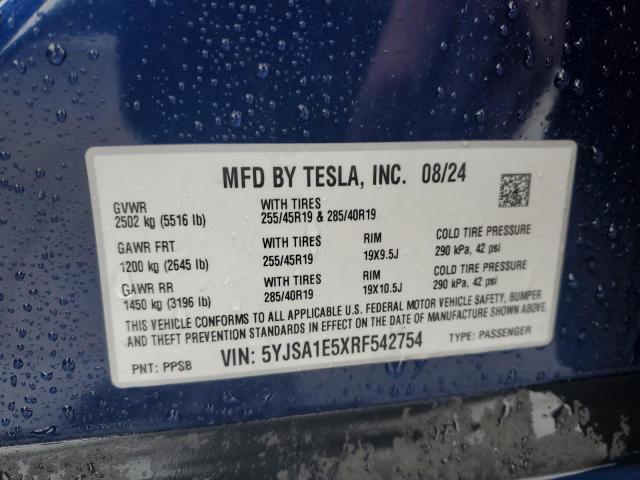 MFD BY TESLA, INC. 08/24
GVWR
2502 kg (5516 lb)
WITH TIRES
255/45R19 & 285/40R19
GAWR FRT
1200 kg (2645 lb)
WITH TIRES
255/45R19
RIM
19X9.5J
COLD TIRE PRESSURE
290 kPa, 42 psi
GAWR RR
1450 kg (3196 lb)
WITH TIRES
285/40R19
RIM
19X10.5J
COLD TIRE PRESSURE
290 kPa, 42 psi
THIS VEHICLE CONFORMS TO ALL APPLICABLE U.S. FEDERAL MOTOR VEHICLE SAFETY, BUMPER
AND THEFT PREVENTION STANDARDS IN EFFECT ON THE DATE OF MANUFACTURE SHOWN ABOVE.
PNT: PPSB
VIN: 5YJSA1E5XRF542754
TYPE: PASSENGER